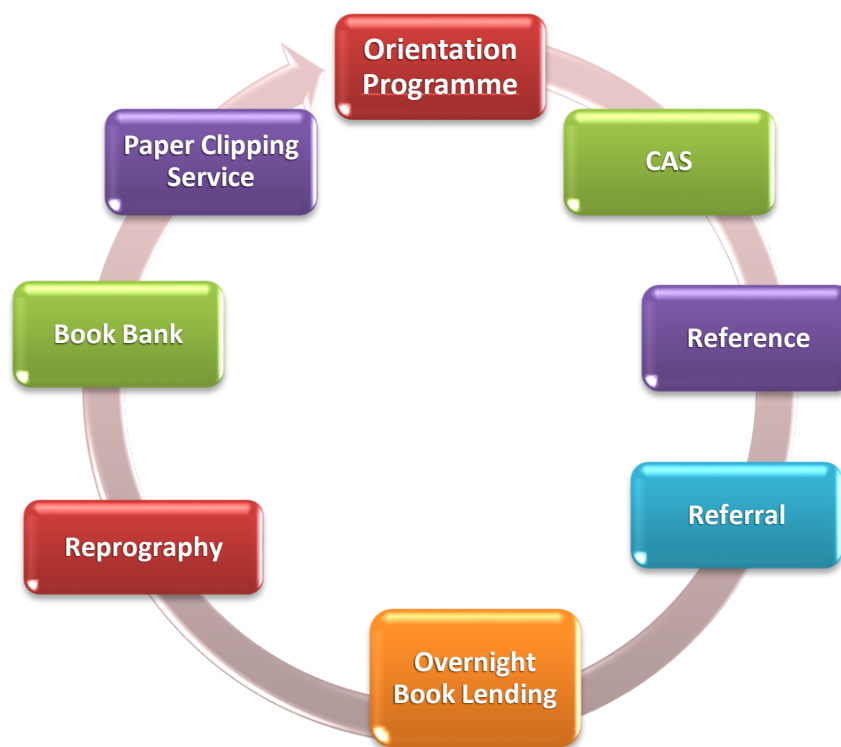 Orientation
Programme
CAS
Reference
Referral
Overnight
Book Lending
Reprography
Book Bank
Paper Clipping
Service